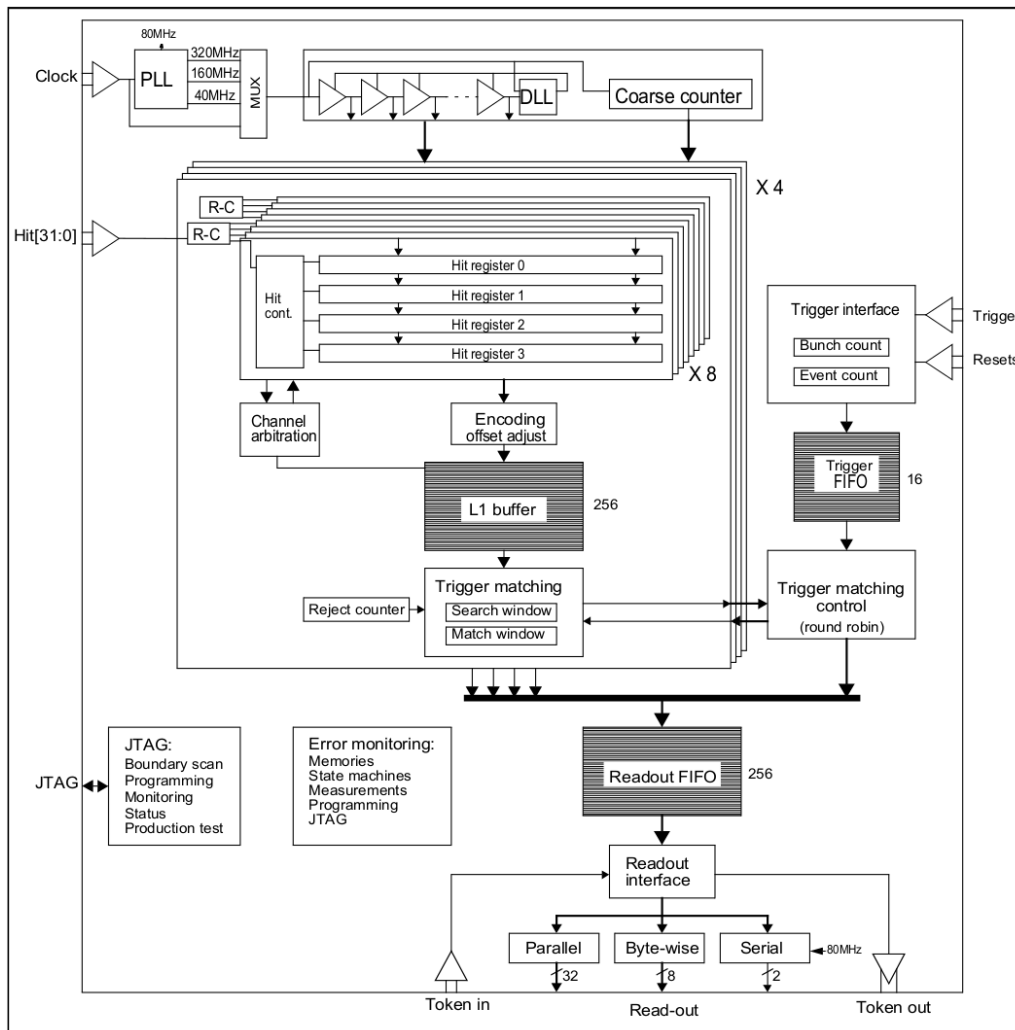 80MHz
Clock
PLL
320MHz
160MHz
40MHz
MUX
DLL
Coarse counter
X 4
R-C
R-C
Hit[31:0]
Hit
cont.
Hit register 0
Hit register 1
Hit register 2
Hit register 3
X 8
Trigger interface
Bunch count
Event count
Trigger
Resets
Channel
arbitration
Encoding
offset adjust
Trigger
FIFO
16
L1 buffer
256
Trigger matching
Search window
Match window
Reject counter
Trigger matching
control
(round robin)
JTAG
JTAG:
Boundary scan
Programming
Monitoring
Status
Production test
Error monitoring:
Memories
State machines
Measurements
Programming
JTAG
Readout FIFO
256
Readout
interface
Parallel
Byte-wise
Serial
80MHz
32
8
2
Token in
Read-out
Token out